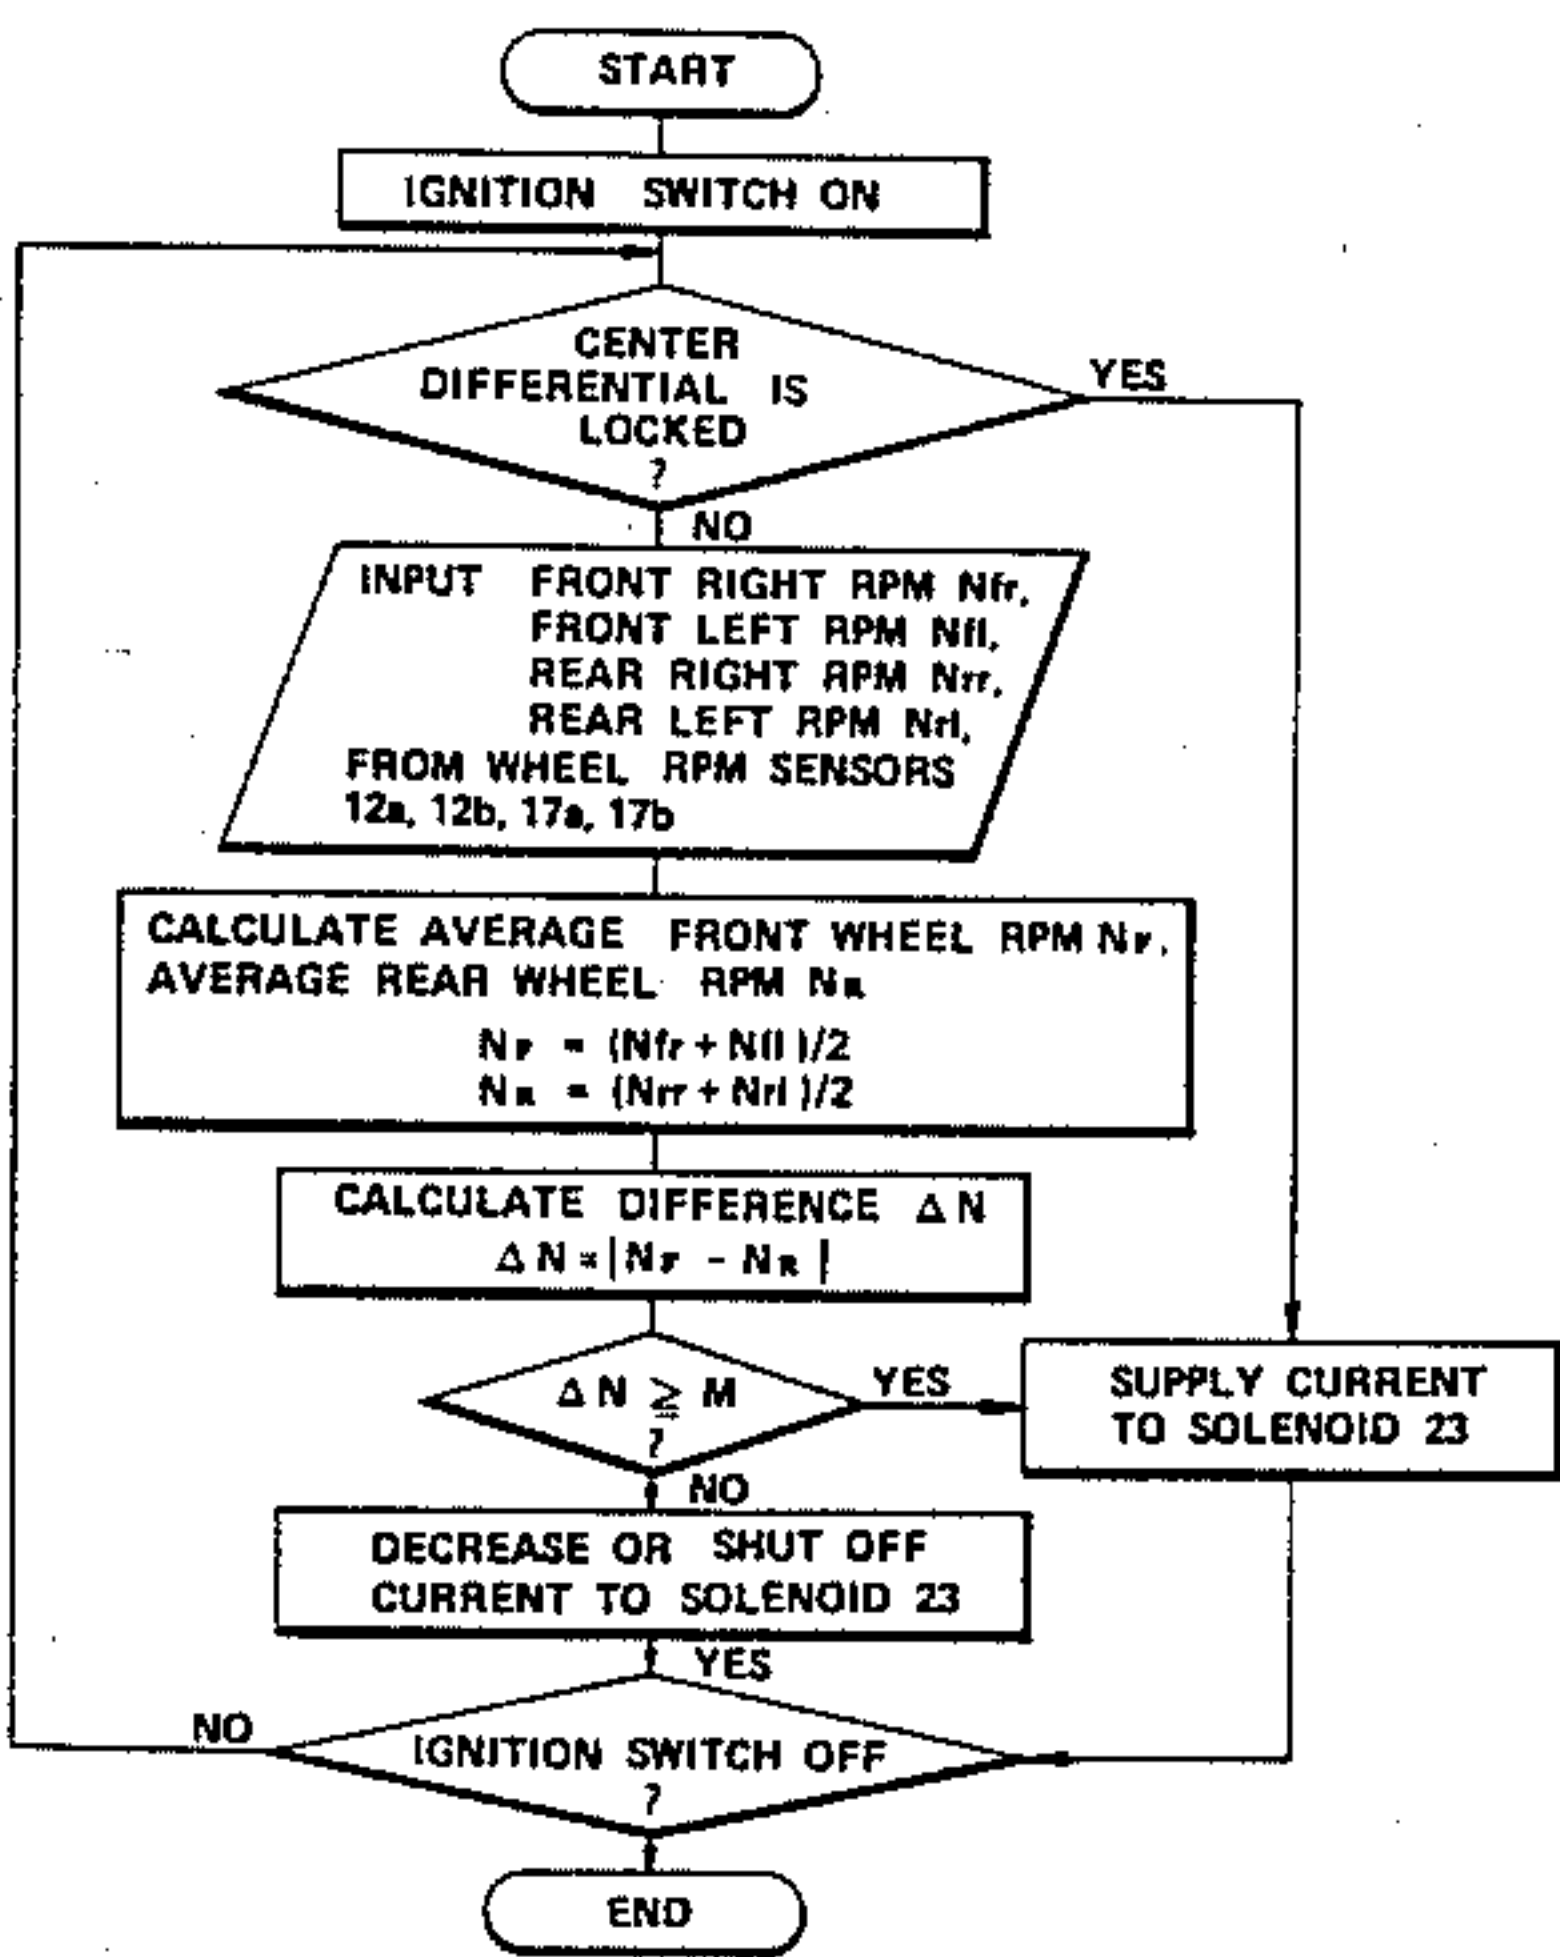 START
IGNITION SWITCH ON
CENTER
DIFFERENTIAL IS
LOCKED
?
YES
NO
INPUT FRONT RIGHT RPM Nfr,
FRONT LEFT RPM Nfl,
REAR RIGHT RPM Nrr,
REAR LEFT RPM Nrl,
FROM WHEEL RPM SENSORS
12a, 12b, 17a, 17b
CALCULATE AVERAGE FRONT WHEEL RPM NF,
AVERAGE REAR WHEEL RPM NR
NF = (Nfr + Nfl)/2
NR = (Nrr + Nrl)/2
CALCULATE DIFFERENCE ΔN
ΔN = |NF - NR|
ΔN ≧ M
?
YES
SUPPLY CURRENT
TO SOLENOID 23
NO
DECREASE OR SHUT OFF
CURRENT TO SOLENOID 23
YES
NO
IGNITION SWITCH OFF
?
END